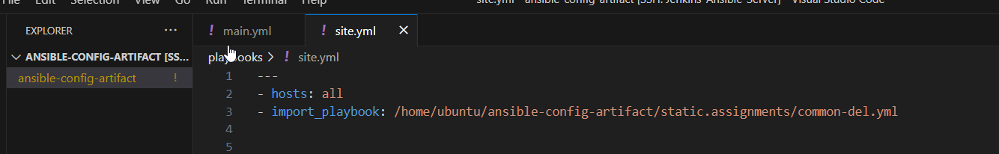 File Edit Selection View Go Run Terminal Help site.yml - ansible-config-artifact [SSH: Jenkins-Ansible-Server] - Visual Studio Code
EXPLORER ···
ANSIBLE-CONFIG-ARTIFACT [SS...
ansible-config-artifact !
! main.yml ! site.yml ×
playbooks > ! site.yml
1 ---
2 - hosts: all
3 - import_playbook: /home/ubuntu/ansible-config-artifact/static.assignments/common-del.yml
4
5